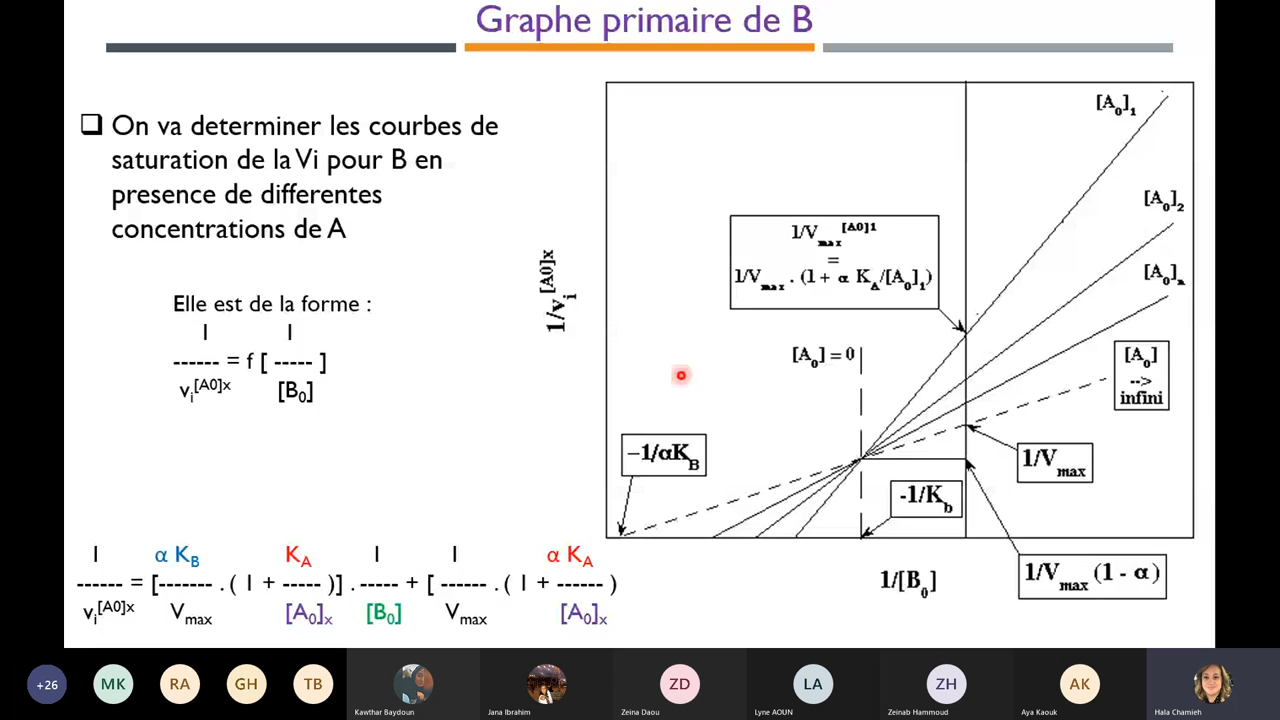 Graphe primaire de B
❑ On va determiner les courbes de
saturation de la Vi pour B en
presence de differentes
concentrations de A
Elle est de la forme :
1 1
------ = f [ ----- ]
vi[A0]x [B0]
1 α KB KA 1 1 α KA
------ = [------- . ( 1 + ----- )] . ----- + [ ------ . ( 1 + ------ )
vi[A0]x Vmax [A0]x [B0] Vmax [A0]x
1/vi[A0]x
[A0]1
[A0]2
[A0]n
1/Vmax[A0]1
=
1/Vmax . (1 + α KA/[A0]1)
[A0] = 0
[A0]
-->
infini
–1/αKB
1/Vmax
-1/Kb
1/Vmax (1 - α)
1/[B0]
+26
MK
RA
GH
TB
Kawthar Baydoun
Jana Ibrahim
ZD
Zeina Daou
LA
Lyne AOUN
ZH
Zeinab Hammoud
AK
Aya Kaouk
Hala Chamieh